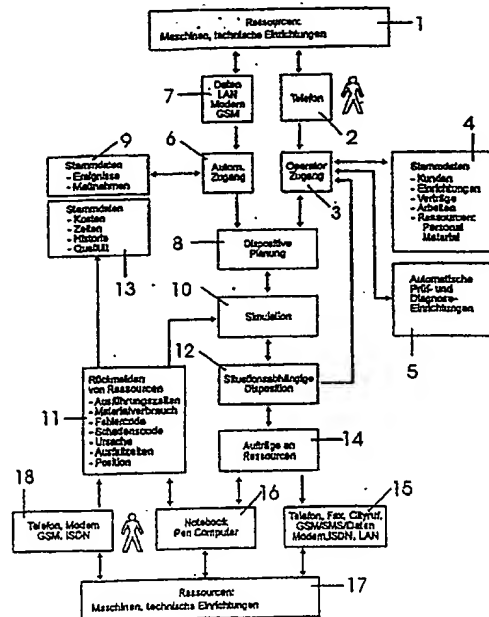 Ressourcen:
Maschinen, technische Einrichtungen
1
7
Daten
LAN
Modem
GSM
Telefon
2
4
9
6
Stammdaten
- Ereignisse
- Maßnahmen
Autom.
Zugang
Operator
Zugang
3
Stammdaten
- Kunden
- Einrichtungen
- Verträge
- Arbeiten
- Ressourcen:
Personal
Material
Stammdaten
- Kosten
- Zeiten
- Historie
- Qualität
13
8
Dispositive
Planung
Automatische
Prüf- und
Diagnose-
Einrichtungen
5
10
Simulation
12
Situationsabhängige
Disposition
11
Rückmelden
von Ressourcen
- Ausführungszeiten
- Materialverbrauch
- Fehlercode
- Schadenscode
- Ursache
- Ausfallzeiten
- Position
Aufträge an
Ressourcen
14
18
16
15
Telefon, Modem
GSM, ISDN
Notebook
Pen Computer
Telefon, Fax, Cityruf,
GSM/SMS/Daten
Modem,ISDN, LAN
Ressourcen:
Maschinen, technische Einrichtungen
17